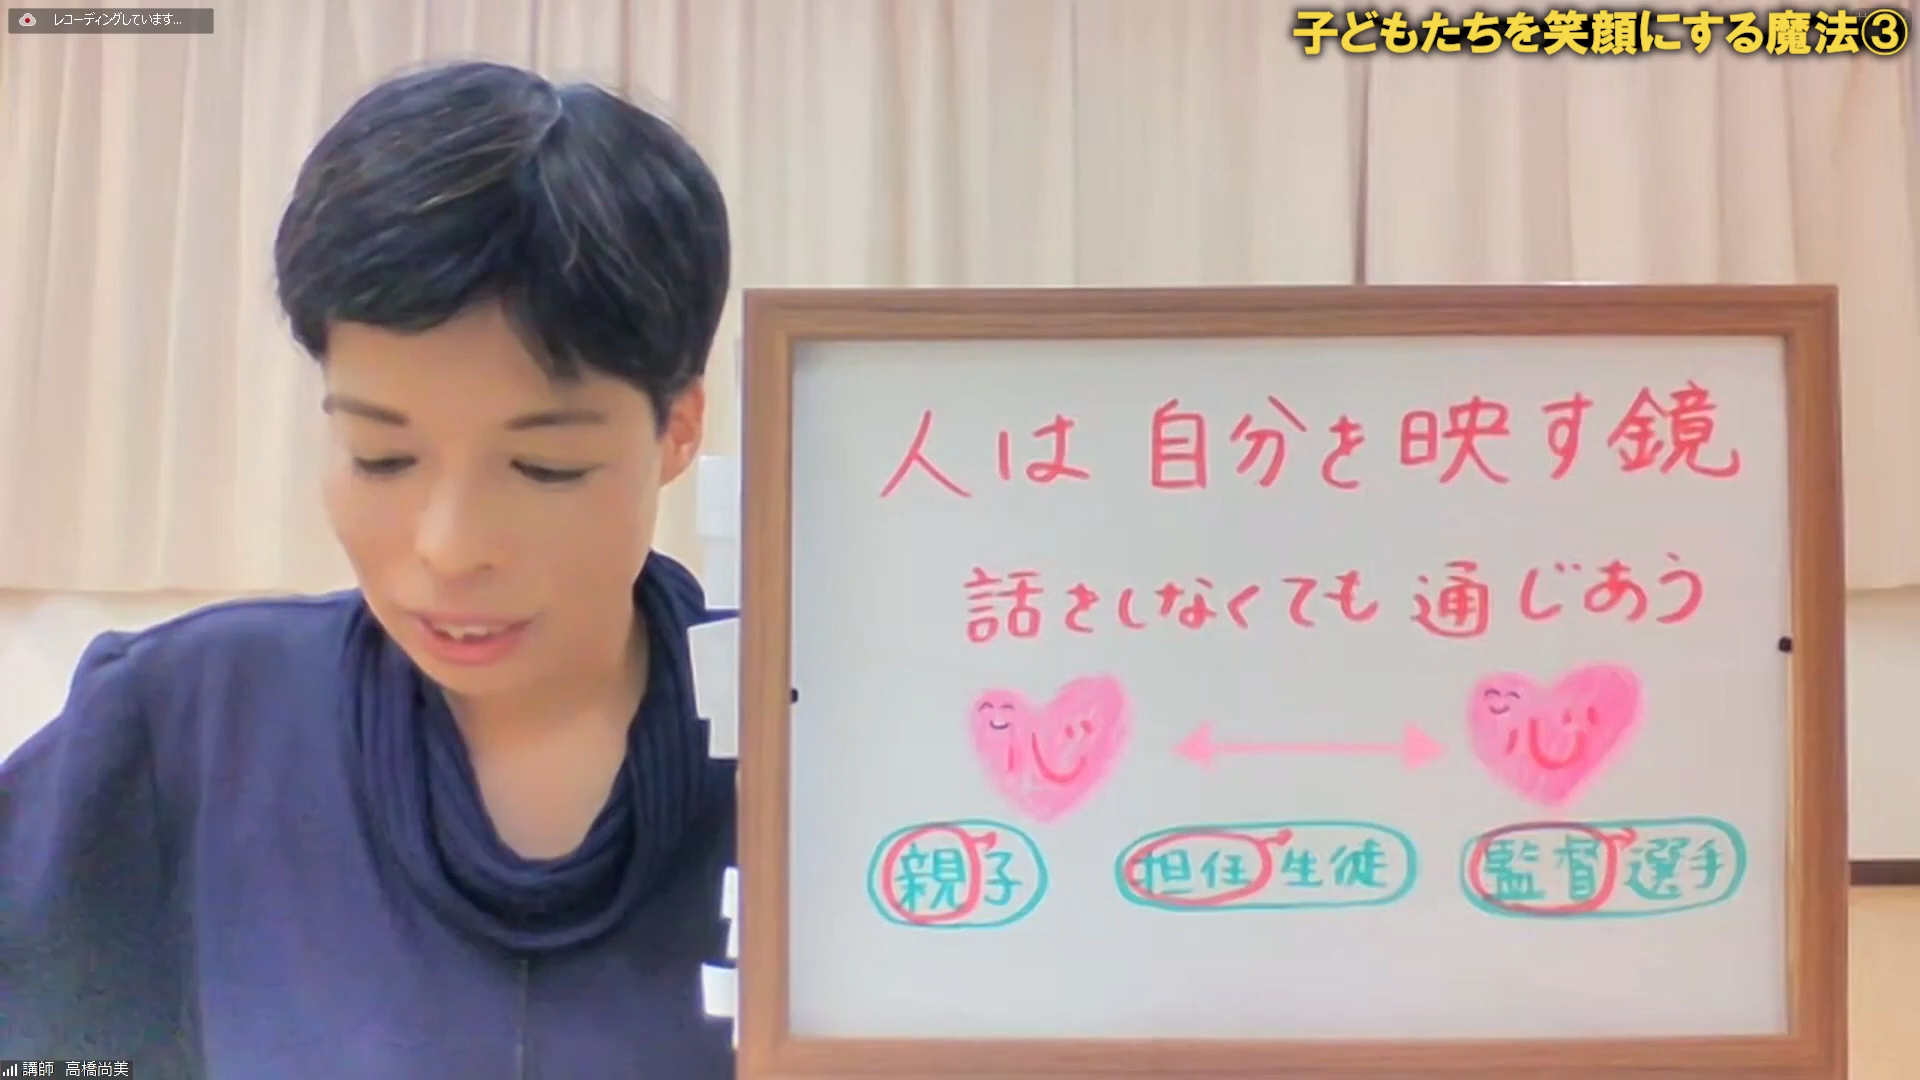 レコーディングしています...
子どもたちを笑顔にする魔法③
人は 自分を 映す鏡
話をしなくても 通じあう
心 心
親子 担任生徒 監督選手
講師 高橋尚美